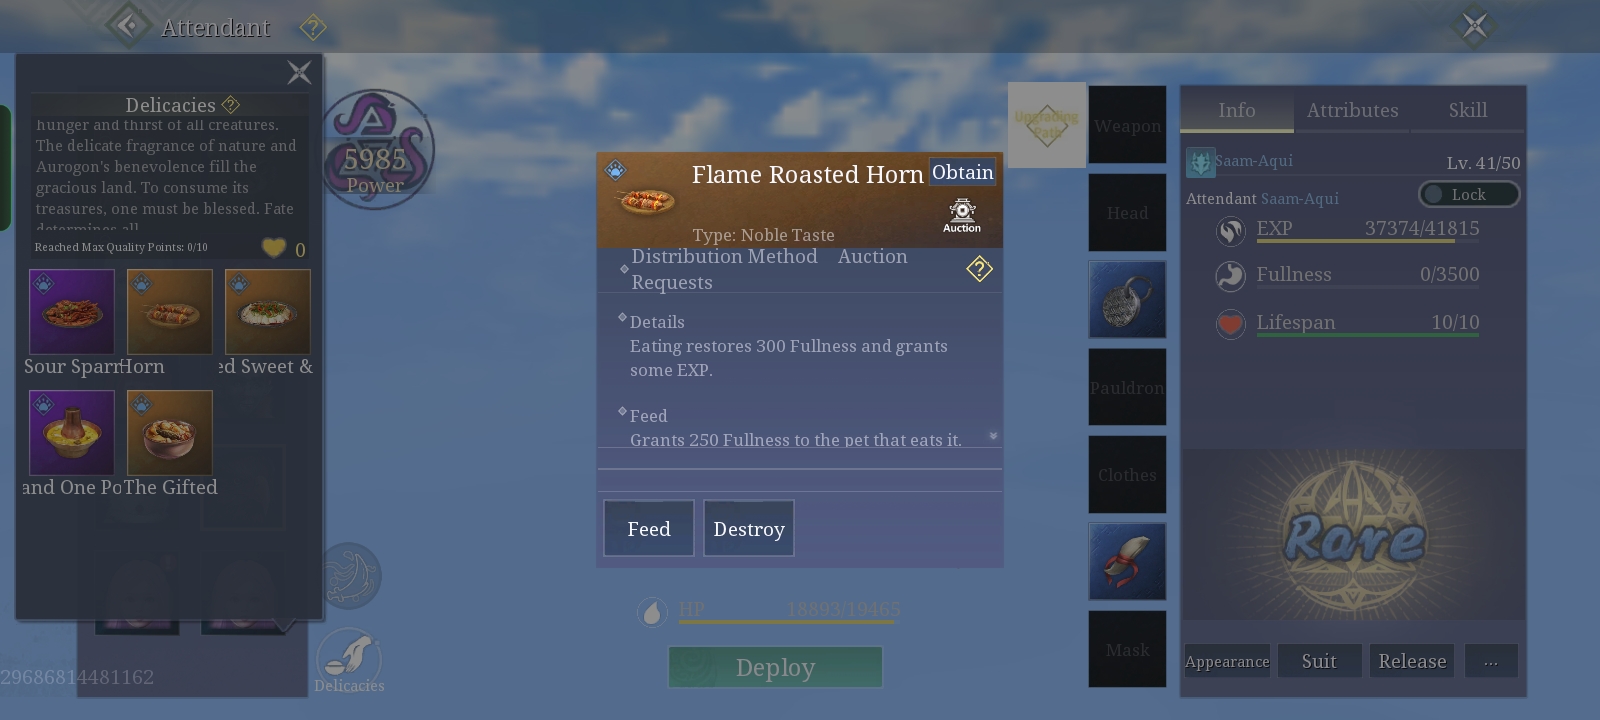 Attendant
Delicacies
hunger and thirst of all creatures.
The delicate fragrance of nature and
Aurogon's benevolence fill the
gracious land. To consume its
treasures, one must be blessed. Fate
determines all
Reached Max Quality Points: 0/10
0
Sour Sparr
Horn
ed Sweet &
and One Po
The Gifted
29686814481162
5985
Power
Delicacies
Flame Roasted Horn
Obtain
Auction
Type: Noble Taste
Distribution Method Auction
Requests
Details
Eating restores 300 Fullness and grants
some EXP.
Feed
Grants 250 Fullness to the pet that eats it.
Feed
Destroy
HP 18893/19465
Deploy
Upgrading
Path
Weapon
Head
Pauldron
Clothes
Mask
Info
Attributes
Skill
Saam-Aqui
Lv. 41/50
Attendant Saam-Aqui
Lock
EXP 37374/41815
Fullness 0/3500
Lifespan 10/10
Rare
Appearance
Suit
Release
...